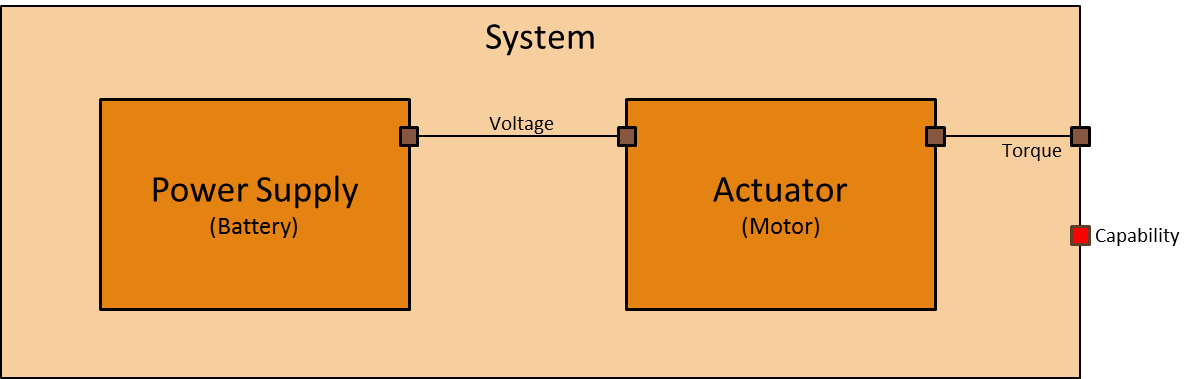 System
Voltage
Torque
Power Supply
(Battery)
Actuator
(Motor)
Capability